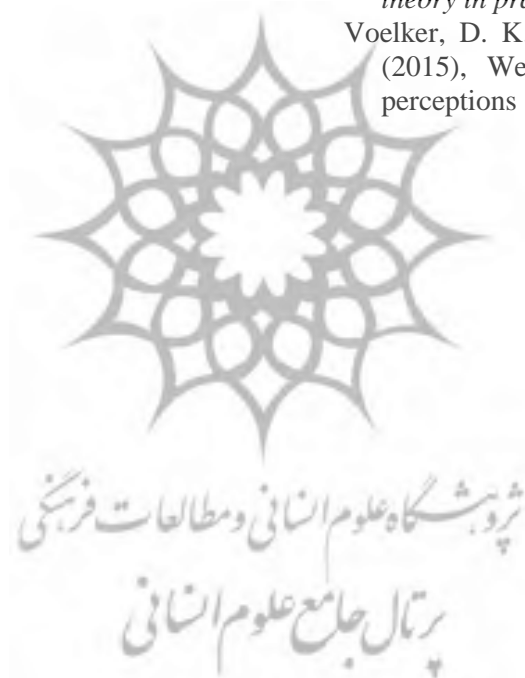 theory in pr
Voelker, D. K
(2015), We
perceptions
پژوهشگاه علوم انسانی و مطالعات فرهنگی
پرتال جامع علوم انسانی